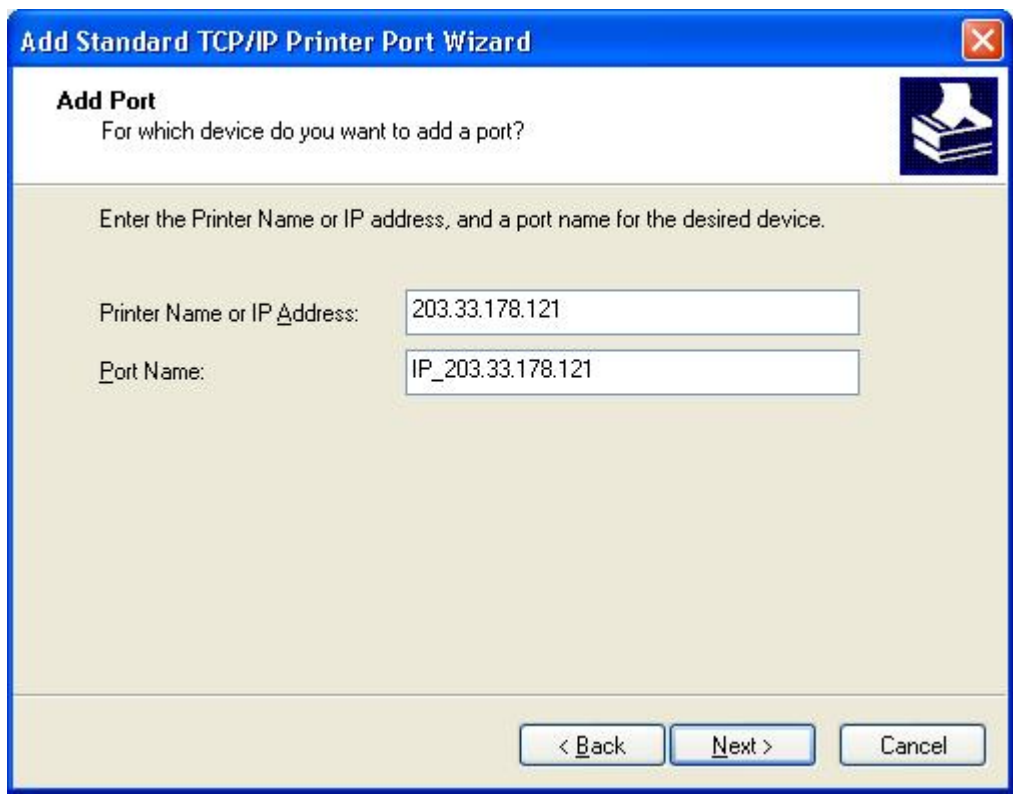 Add Standard TCP/IP Printer Port Wizard
Add Port
For which device do you want to add a port?
Enter the Printer Name or IP address, and a port name for the desired device.
Printer Name or IP Address: 203.33.178.121
Port Name: IP_203.33.178.121
< Back Next > Cancel